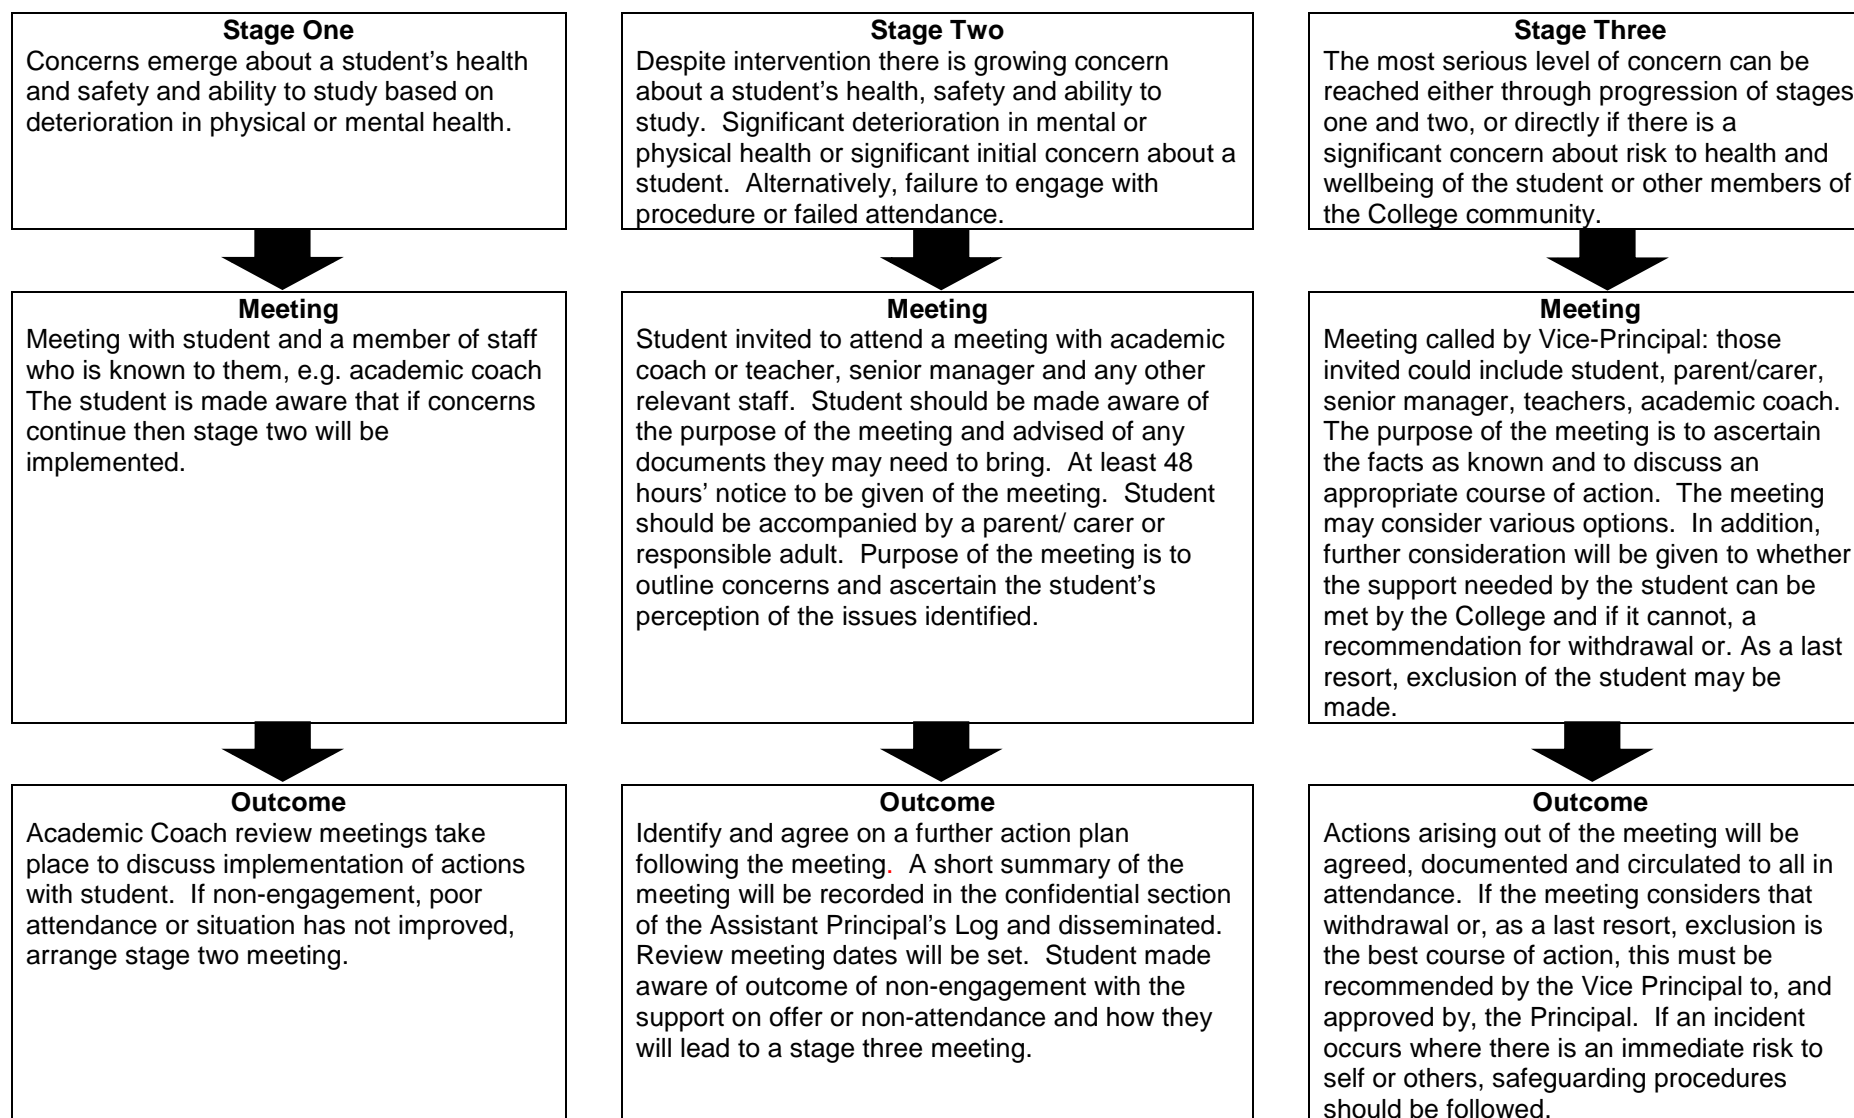 Stage One
Concerns emerge about a student’s health
and safety and ability to study based on
deterioration in physical or mental health.
Meeting
Meeting with student and a member of staff
who is known to them, e.g. academic coach
The student is made aware that if concerns
continue then stage two will be
implemented.
Outcome
Academic Coach review meetings take
place to discuss implementation of actions
with student.  If non-engagement, poor
attendance or situation has not improved,
arrange stage two meeting.
Stage Two
Despite intervention there is growing concern
about a student’s health, safety and ability to
study.  Significant deterioration in mental or
physical health or significant initial concern about a
student.  Alternatively, failure to engage with
procedure or failed attendance.
Meeting
Student invited to attend a meeting with academic
coach or teacher, senior manager and any other
relevant staff.  Student should be made aware of
the purpose of the meeting and advised of any
documents they may need to bring.  At least 48
hours’ notice to be given of the meeting.  Student
should be accompanied by a parent/ carer or
responsible adult.  Purpose of the meeting is to
outline concerns and ascertain the student’s
perception of the issues identified.
Outcome
Identify and agree on a further action plan
following the meeting.  A short summary of the
meeting will be recorded in the confidential section
of the Assistant Principal’s Log and disseminated.
Review meeting dates will be set.  Student made
aware of outcome of non-engagement with the
support on offer or non-attendance and how they
will lead to a stage three meeting.
Stage Three
The most serious level of concern can be
reached either through progression of stages
one and two, or directly if there is a
significant concern about risk to health and
wellbeing of the student or other members of
the College community.
Meeting
Meeting called by Vice-Principal: those
invited could include student, parent/carer,
senior manager, teachers, academic coach.
The purpose of the meeting is to ascertain
the facts as known and to discuss an
appropriate course of action.  The meeting
may consider various options.  In addition,
further consideration will be given to whether
the support needed by the student can be
met by the College and if it cannot, a
recommendation for withdrawal or. As a last
resort, exclusion of the student may be
made.
Outcome
Actions arising out of the meeting will be
agreed, documented and circulated to all in
attendance.  If the meeting considers that
withdrawal or, as a last resort, exclusion is
the best course of action, this must be
recommended by the Vice Principal to, and
approved by, the Principal.  If an incident
occurs where there is an immediate risk to
self or others, safeguarding procedures
should be followed.